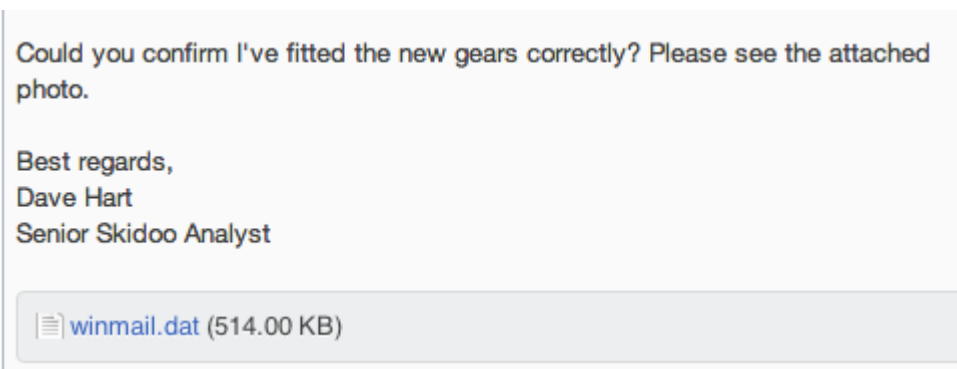 Could you confirm I've fitted the new gears correctly? Please see the attached
photo.
Best regards,
Dave Hart
Senior Skidoo Analyst
winmail.dat (514.00 KB)